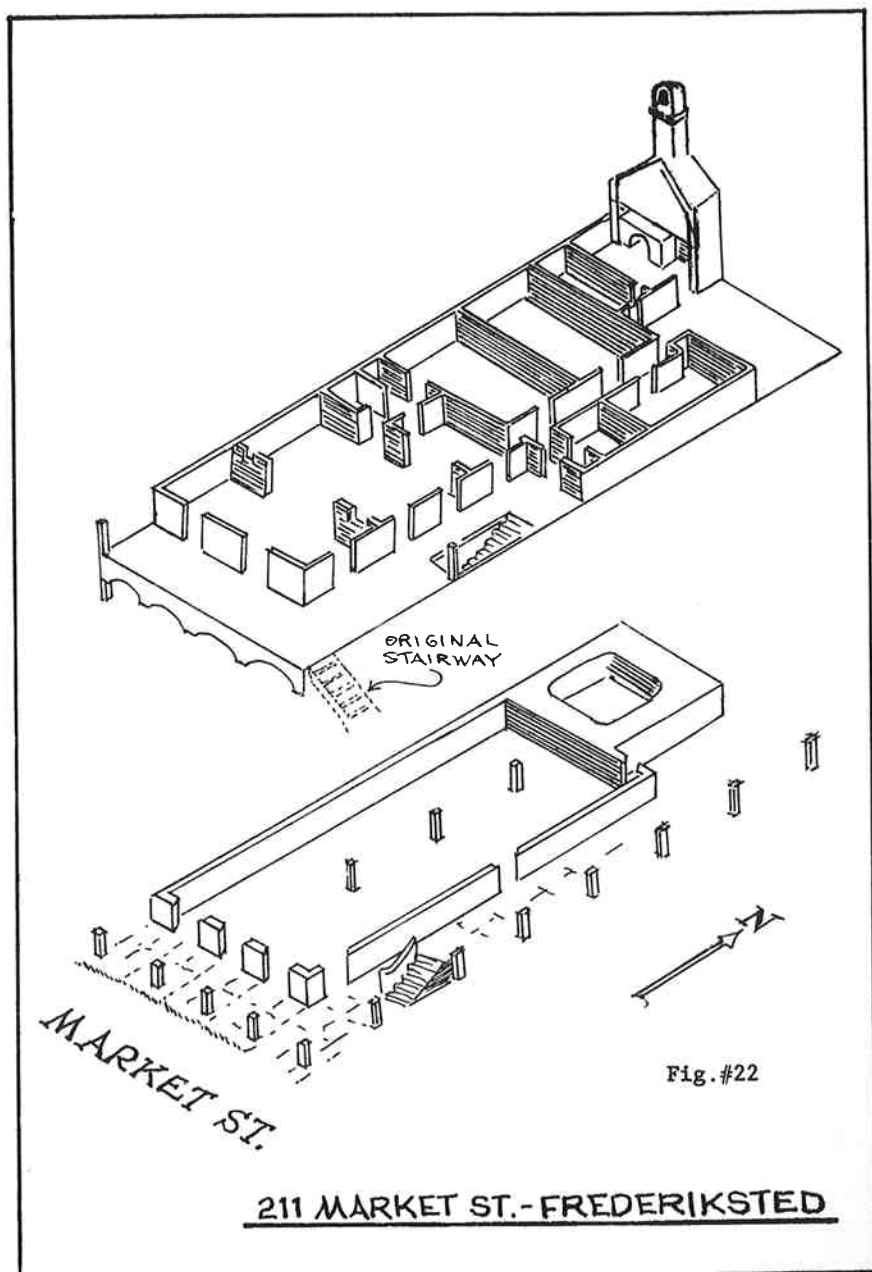 ORIGINAL
STAIRWAY
N
MARKET ST.
Fig.#22
211 MARKET ST.-FREDERIKSTED